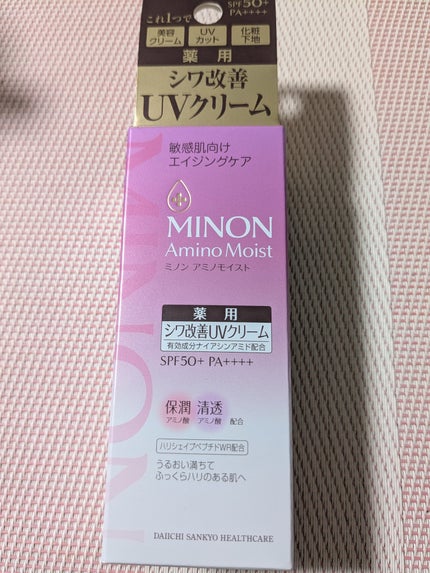 これ1つで
SPF50+
PA++++
美容
クリーム
UV
カット
化粧
下地
薬用
シワ改善
UVクリーム
敏感肌向け
エイジングケア
MINON
Amino Moist
ミノン アミノモイスト
薬用
シワ改善UVクリーム
有効成分ナイアシンアミド配合
SPF50+ PA++++
保潤 清透
アミノ酸 アミノ酸 配合
ハリシェイプペプチドWR配合
うるおい満ちて
ふっくらハリのある肌へ
DAIICHI SANKYO HEALTHCARE
MINON